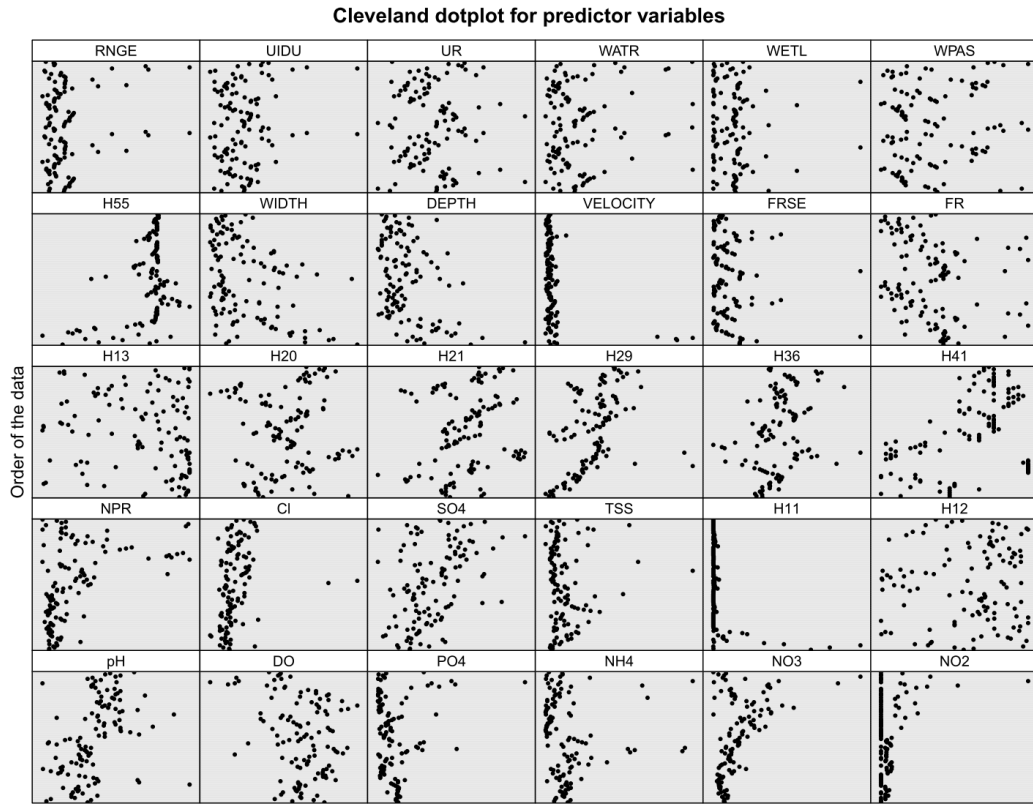 Cleveland dotplot for predictor variables
RNGE UIDU UR WATR WETL WPAS
H55 WIDTH DEPTH VELOCITY FRSE FR
H13 H20 H21 H29 H36 H41
NPR Cl SO4 TSS H11 H12
pH DO PO4 NH4 NO3 NO2
Order of the data